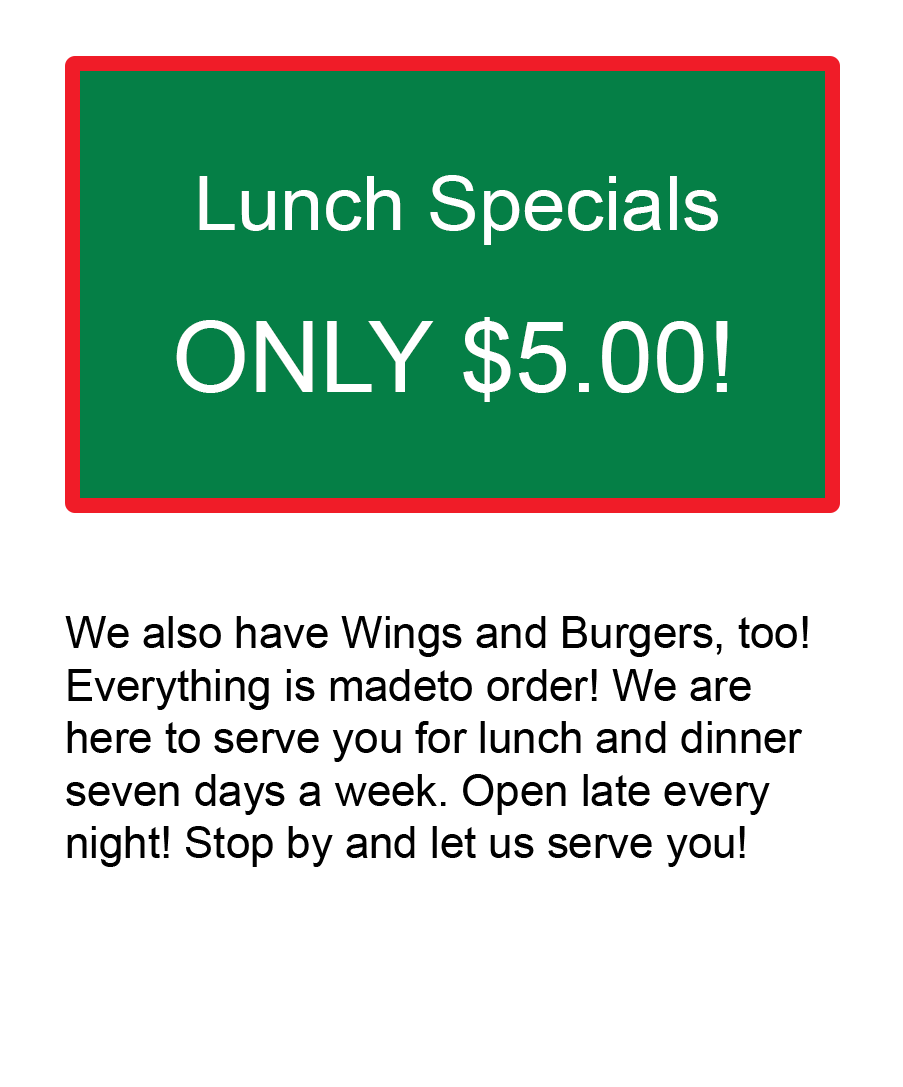 Lunch Specials
ONLY $5.00!
We also have Wings and Burgers, too!
Everything is madeto order! We are
here to serve you for lunch and dinner
seven days a week. Open late every
night! Stop by and let us serve you!